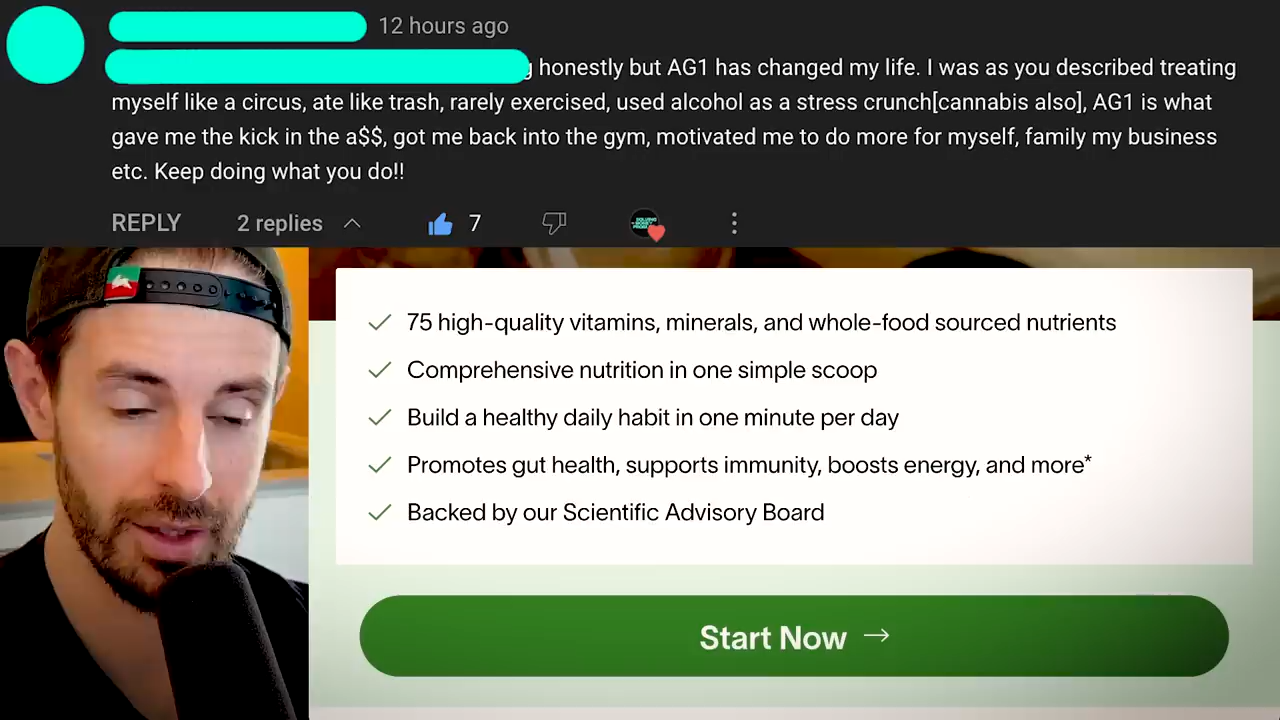 12 hours ago
honestly but AG1 has changed my life. I was as you described treating
myself like a circus, ate like trash, rarely exercised, used alcohol as a stress crunch[cannabis also], AG1 is what
gave me the kick in the a$$, got me back into the gym, motivated me to do more for myself, family my business
etc. Keep doing what you do!!
REPLY 2 replies 7
75 high-quality vitamins, minerals, and whole-food sourced nutrients
Comprehensive nutrition in one simple scoop
Build a healthy daily habit in one minute per day
Promotes gut health, supports immunity, boosts energy, and more*
Backed by our Scientific Advisory Board
Start Now →